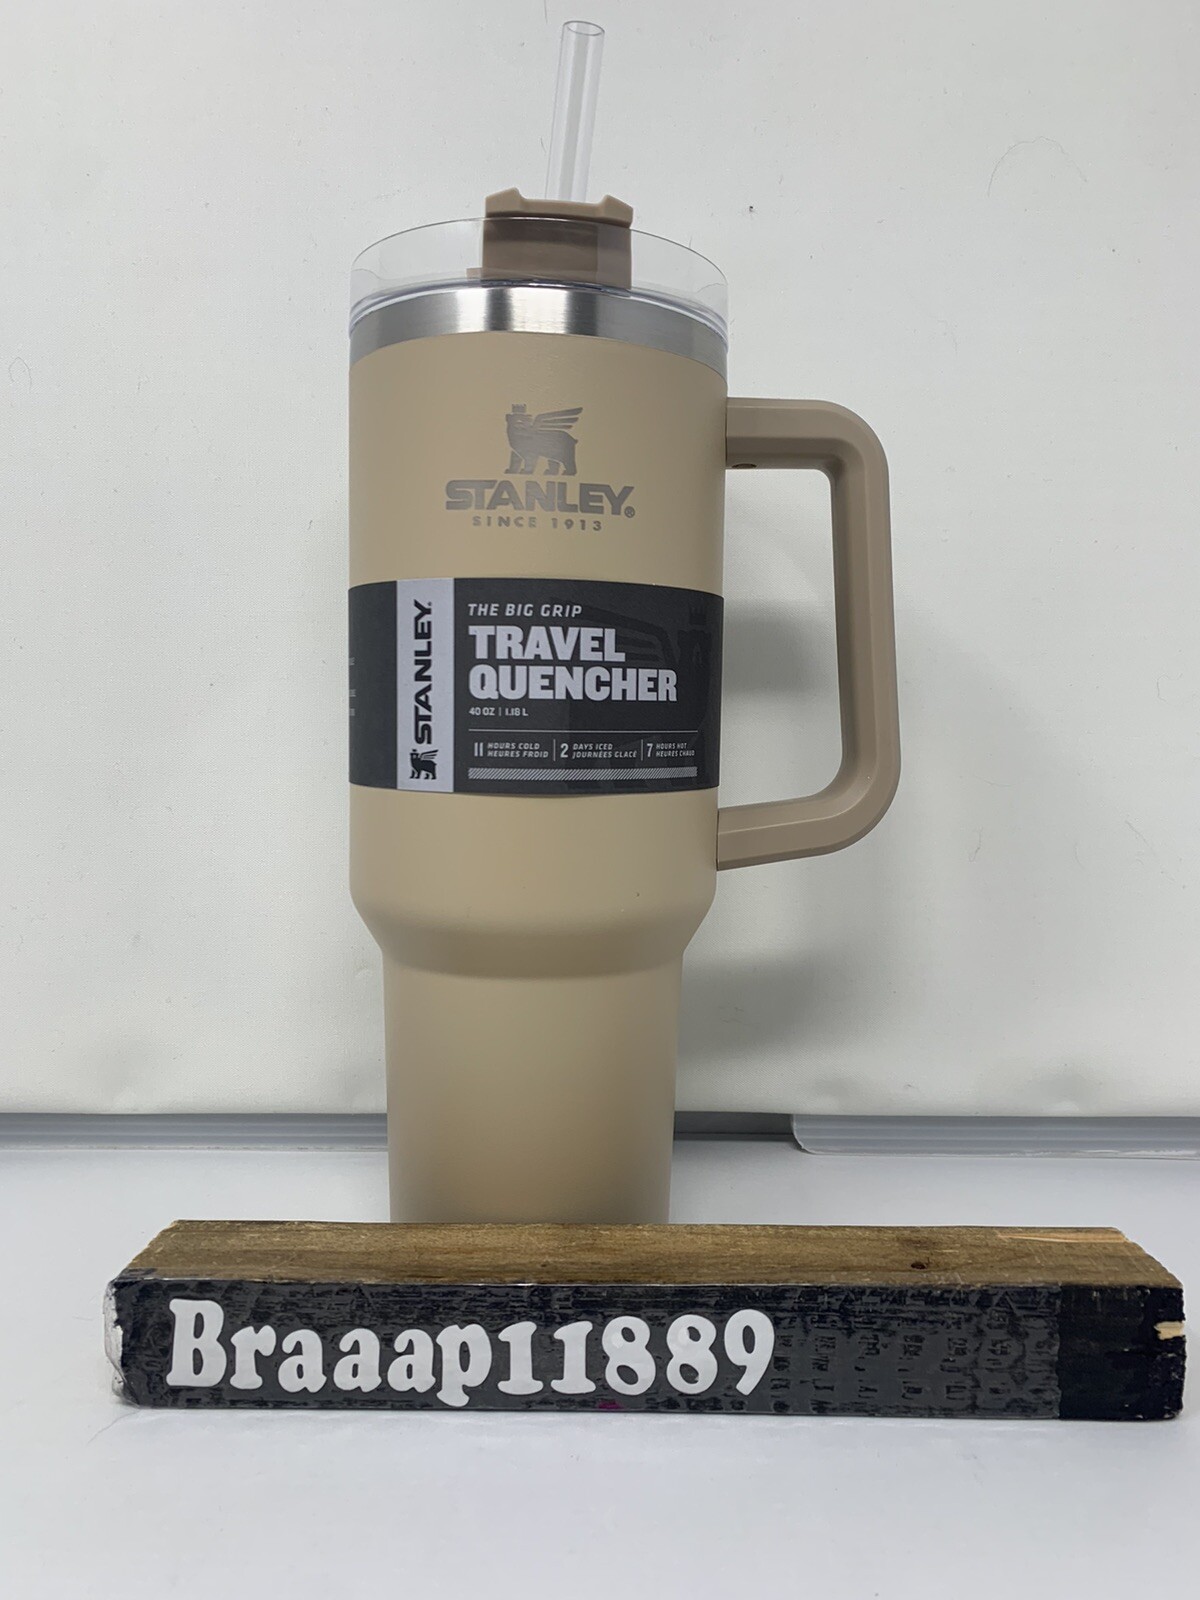 STANLEY®
SINCE 1913
STANLEY
THE BIG GRIP
TRAVEL
QUENCHER
40 OZ | 1.18 L
11 HOURS COLD
HEURES FROID
2 DAYS ICED
JOURNÉES GLACÉ
7 HOURS HOT
HEURES CHAUD
Braaap11889